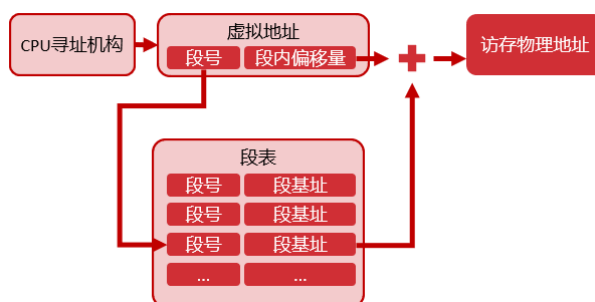 CPU寻址机构
虚拟地址
段号 段内偏移量
访存物理地址
段表
段号 段基址
段号 段基址
段号 段基址
... ...